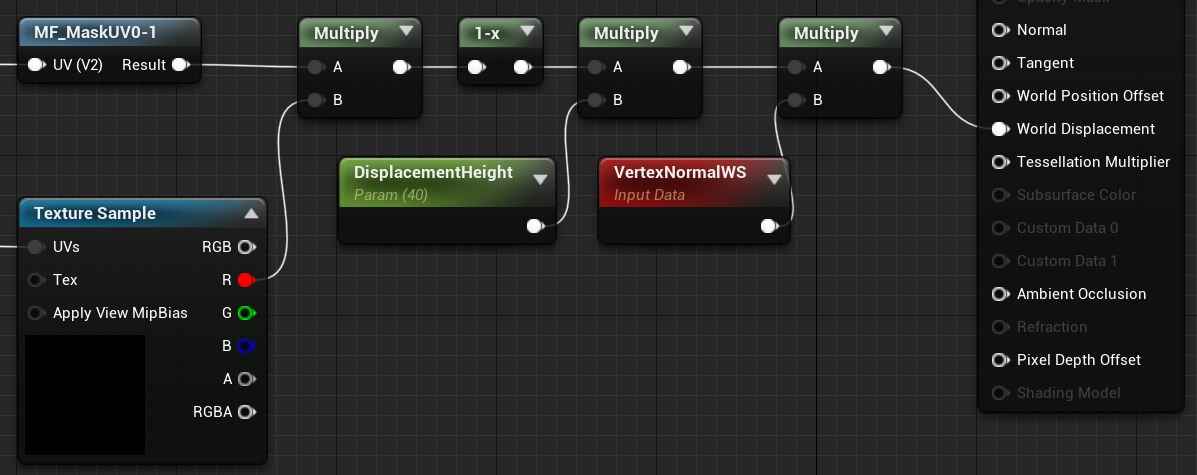 MF_MaskUV0-1
UV (V2) Result
Multiply
A
B
1-x
Multiply
A
B
Multiply
A
B
DisplacementHeight
Param (40)
VertexNormalWS
Input Data
Texture Sample
UVs RGB
Tex R
Apply View MipBias G
B
A
RGBA
Opacity Mask
Normal
Tangent
World Position Offset
World Displacement
Tessellation Multiplier
Subsurface Color
Custom Data 0
Custom Data 1
Ambient Occlusion
Refraction
Pixel Depth Offset
Shading Model